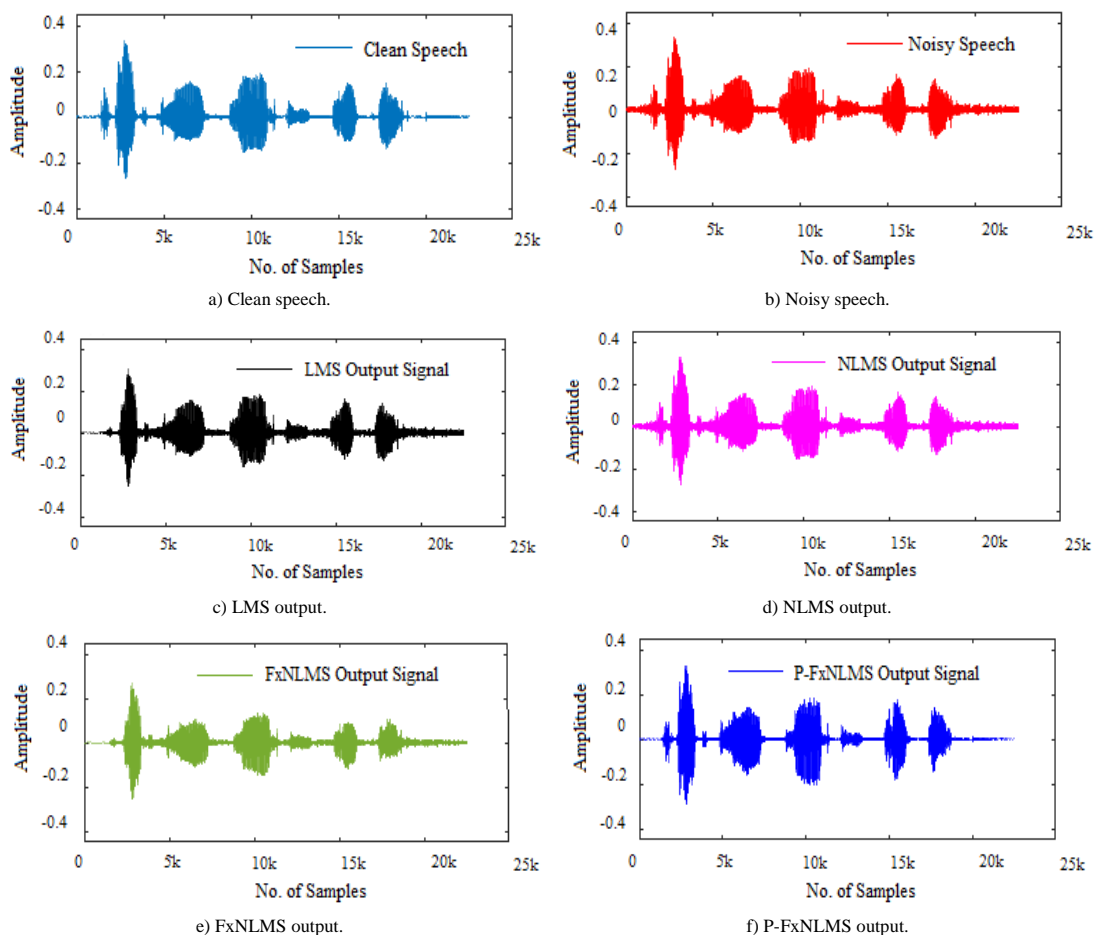 0.4
0.2
0
-0.2
-0.4
Amplitude
Clean Speech
0 5k 10k 15k 20k 25k
No. of Samples
a) Clean speech.
0.4
0.2
0
-0.2
-0.4
Amplitude
Noisy Speech
0 5k 10k 15k 20k 25k
No. of Samples
b) Noisy speech.
0.4
0.2
0
-0.2
-0.4
Amplitude
LMS Output Signal
0 5k 10k 15k 20k 25k
No. of Samples
c) LMS output.
0.4
0.2
0
-0.2
-0.4
Amplitude
NLMS Output Signal
0 5k 10k 15k 20k 25k
No. of Samples
d) NLMS output.
0.4
0.2
0
-0.2
-0.4
Amplitude
FxNLMS Output Signal
0 5k 10k 15k 20k 25k
No. of Samples
e) FxNLMS output.
0.4
0.2
0
-0.2
-0.4
Amplitude
P-FxNLMS Output Signal
0 5k 10k 15k 20k 25k
No. of Samples
f) P-FxNLMS output.